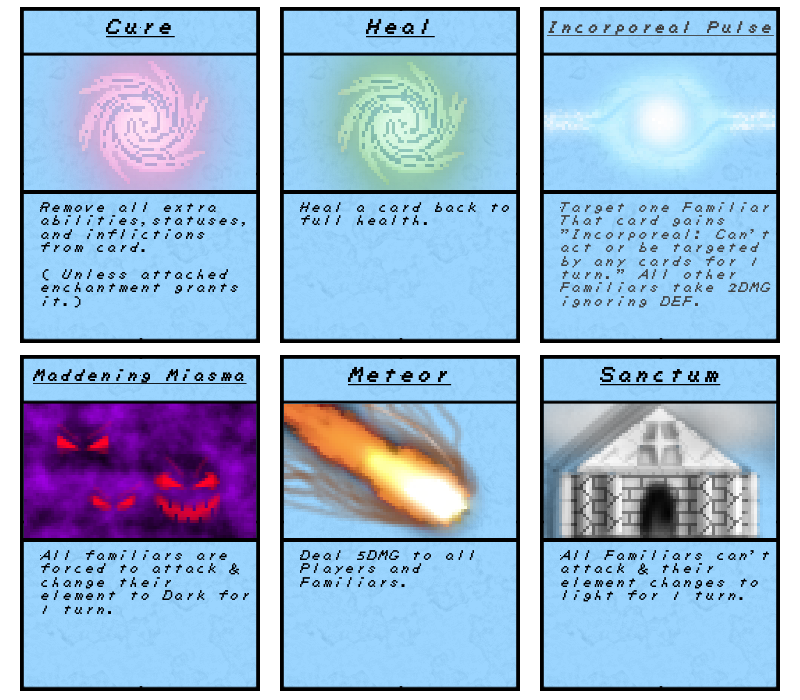 Cure
Remove all extra
abilities,statuses,
and inflictions
from card.
( Unless attached
enchantment grants
it.)
Heal
Heal a card back to
full health.
Incorporeal Pulse
Target one Familiar
That card gains
"Incorporeal: Can't
act or be targeted
by any cards for 1
turn." All other
Familiars take 2DMG
ignoring DEF.
Maddening Miasma
All familiars are
forced to attack &
change their
element to Dark for
1 turn.
Meteor
Deal 5DMG to all
Players and
Familiars.
Sanctum
All Familiars can't
attack & their
element changes to
light for 1 turn.